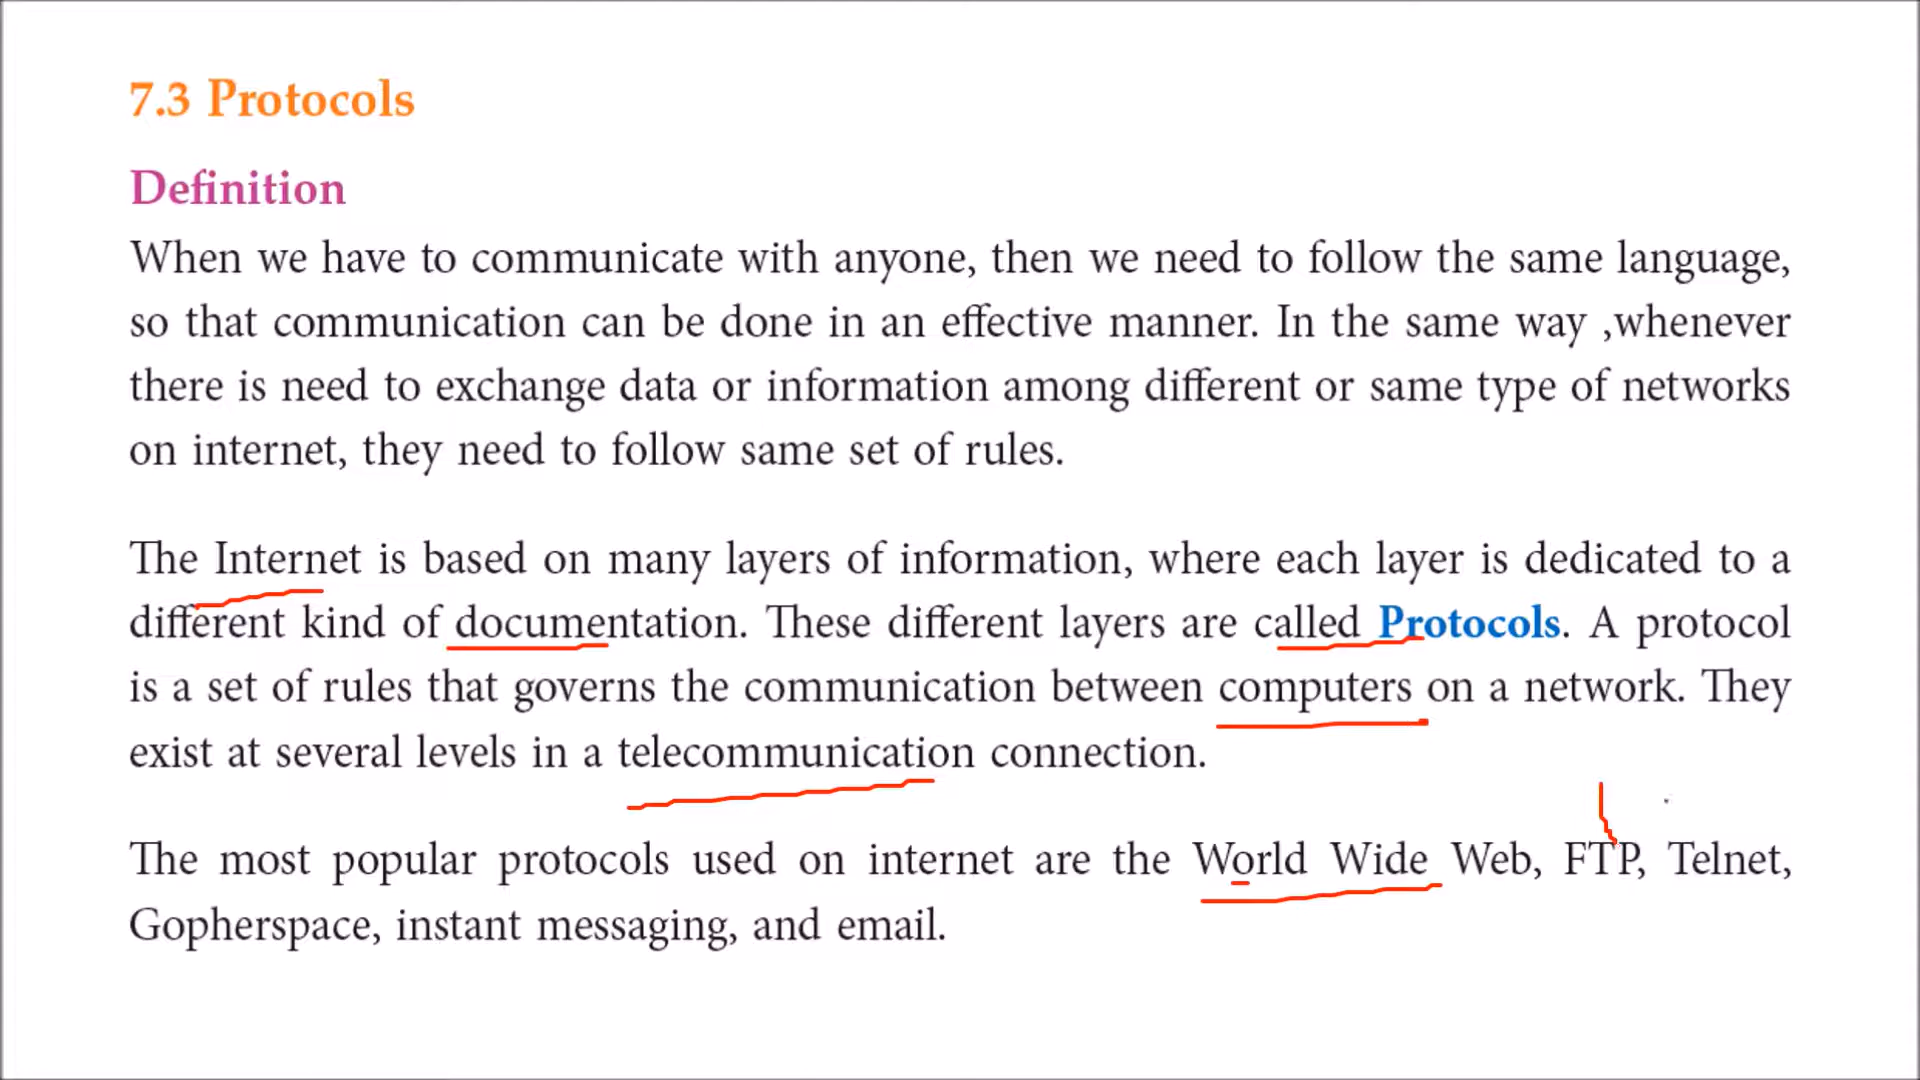 7.3 Protocols
Definition
When we have to communicate with anyone, then we need to follow the same language,
so that communication can be done in an effective manner. In the same way ,whenever
there is need to exchange data or information among different or same type of networks
on internet, they need to follow same set of rules.
The Internet is based on many layers of information, where each layer is dedicated to a
different kind of documentation. These different layers are called Protocols. A protocol
is a set of rules that governs the communication between computers on a network. They
exist at several levels in a telecommunication connection.
The most popular protocols used on internet are the World Wide Web, FTP, Telnet,
Gopherspace, instant messaging, and email.